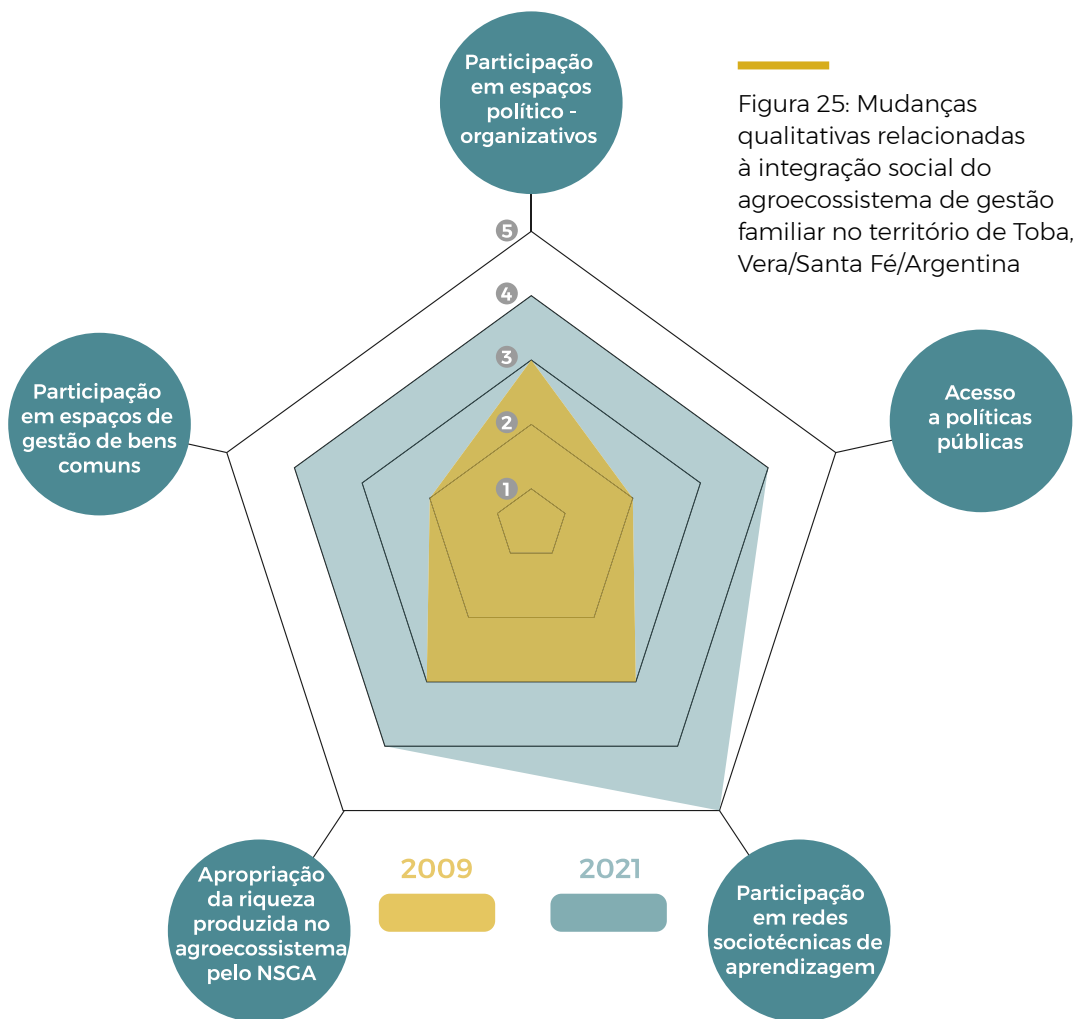 Participação
em espaços
político -
organizativos
Figura 25: Mudanças
qualitativas relacionadas
à integração social do
agroecossistema de gestão
familiar no território de Toba,
Vera/Santa Fé/Argentina
5
4
3
2
1
Participação
em espaços de
gestão de bens
comuns
Acesso
a políticas
públicas
Apropriação
da riqueza
produzida no
agroecossistema
pelo NSGA
2009
2021
Participação
em redes
sociotécnicas de
aprendizagem